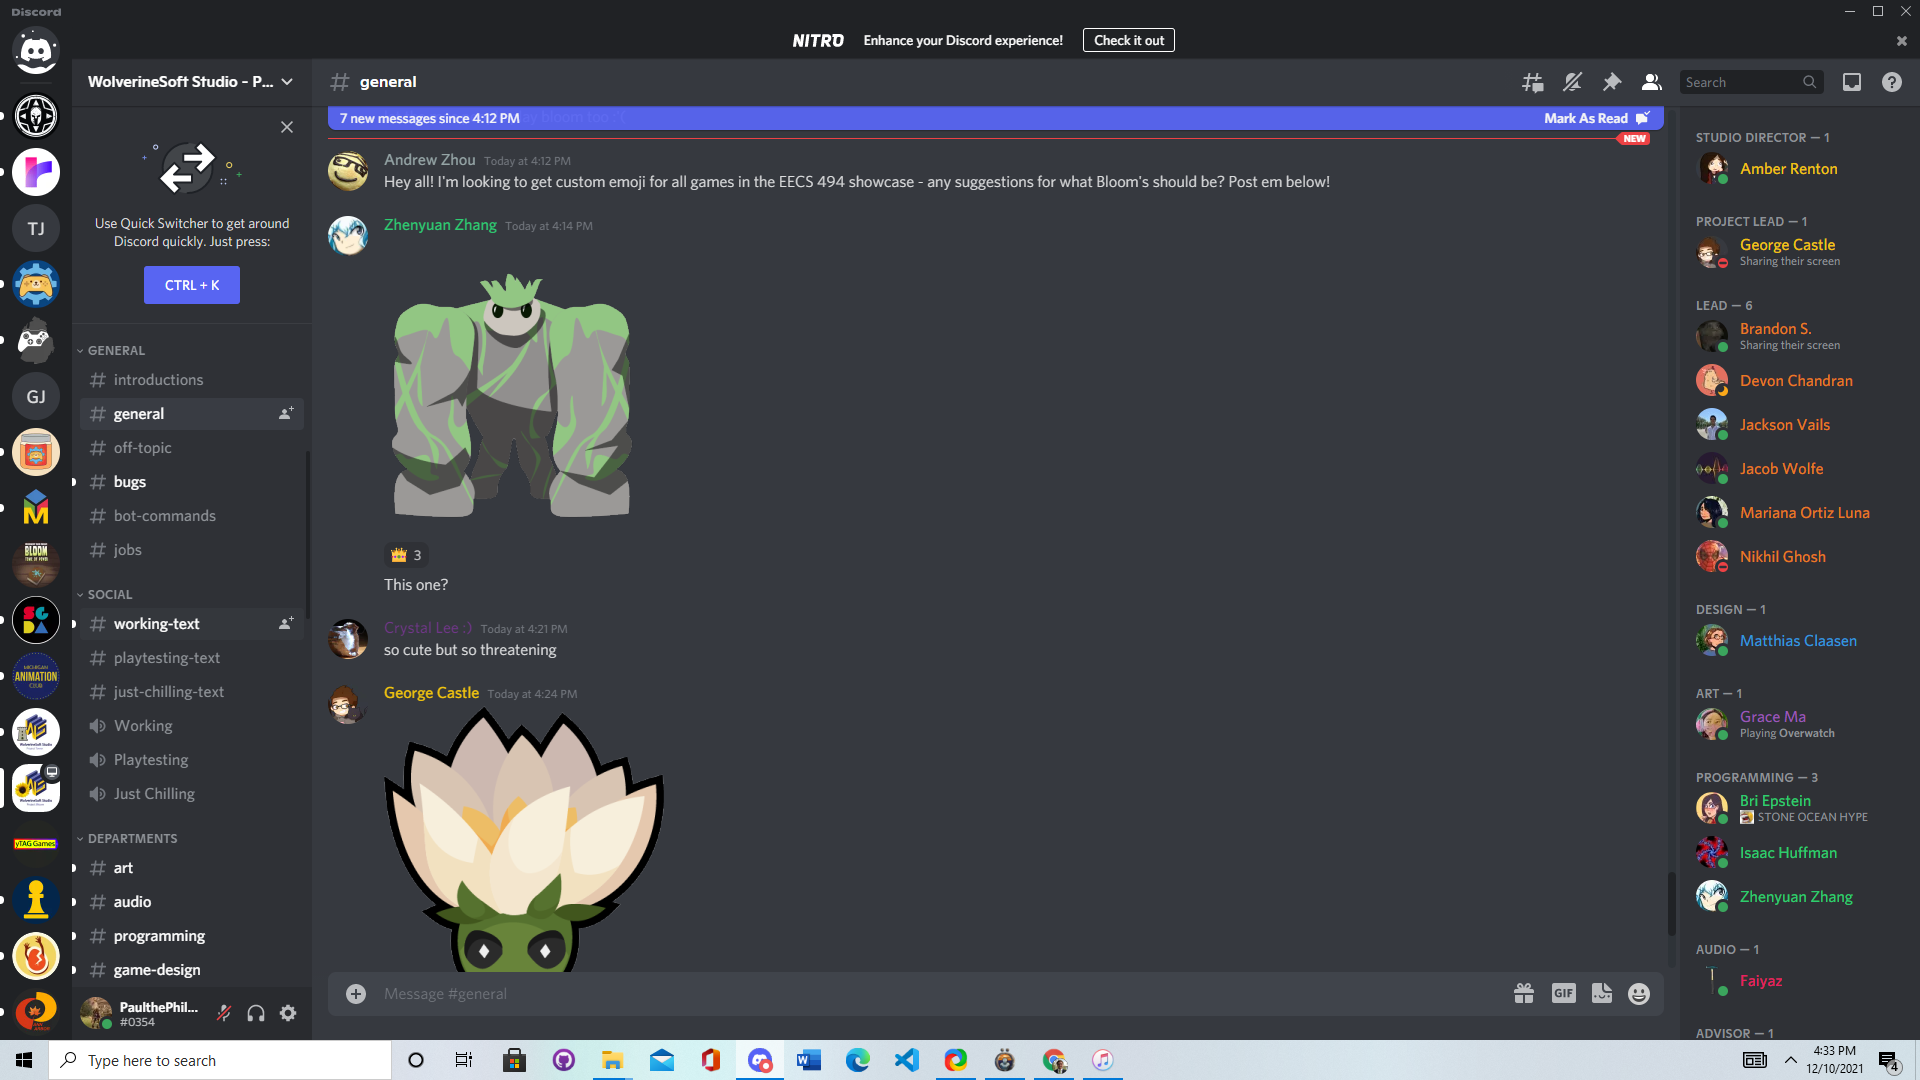 Discord
NITRO Enhance your Discord experience! Check it out
WolverineSoft Studio - P...
general
Search
Use Quick Switcher to get around
Discord quickly. Just press:
CTRL + K
GENERAL
introductions
general
off-topic
bugs
bot-commands
jobs
SOCIAL
working-text
playtesting-text
just-chilling-text
Working
Playtesting
Just Chilling
DEPARTMENTS
art
audio
programming
game-design
PaulthePhil...
#0354
TJ
GJ
BLOOM
MICHIGAN
ANIMATION
CLUB
yTAG Games
7 new messages since 4:12 PM
Mark As Read
NEW
Andrew Zhou Today at 4:12 PM
Hey all! I'm looking to get custom emoji for all games in the EECS 494 showcase - any suggestions for what Bloom's should be? Post em below!
Zhenyuan Zhang Today at 4:14 PM
3
This one?
Crystal Lee :) Today at 4:21 PM
so cute but so threatening
George Castle Today at 4:24 PM
Message #general
GIF
STUDIO DIRECTOR — 1
Amber Renton
PROJECT LEAD — 1
George Castle
Sharing their screen
LEAD — 6
Brandon S.
Sharing their screen
Devon Chandran
Jackson Vails
Jacob Wolfe
Mariana Ortiz Luna
Nikhil Ghosh
DESIGN — 1
Matthias Claasen
ART — 1
Grace Ma
Playing Overwatch
PROGRAMMING — 3
Bri Epstein
STONE OCEAN HYPE
Isaac Huffman
Zhenyuan Zhang
AUDIO — 1
Faiyaz
ADVISOR — 1
Type here to search
4:33 PM
12/10/2021
4